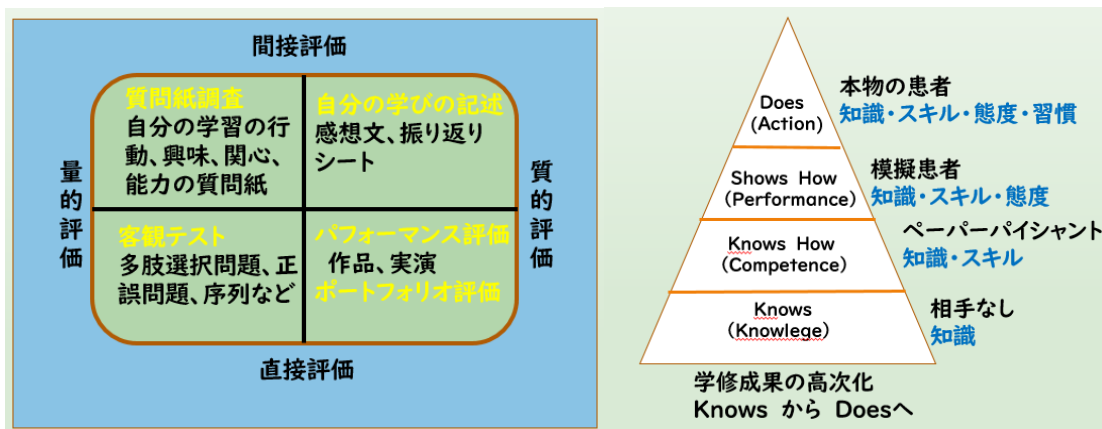 間接評価
量的評価
質問紙調査
自分の学習の行
動、興味、関心、
能力の質問紙
自分の学びの記述
感想文、振り返り
シート
客観テスト
多肢選択問題、正
誤問題、序列など
パフォーマンス評価
作品、実演
ポートフォリオ評価
質的評価
直接評価
Does
(Action)
本物の患者
知識・スキル・態度・習慣
Shows How
(Performance)
模擬患者
知識・スキル・態度
Knows How
(Competence)
ペーパーパイシャント
知識・スキル
Knows
(Knowlege)
相手なし
知識
学修成果の高次化
Knows から Doesへ